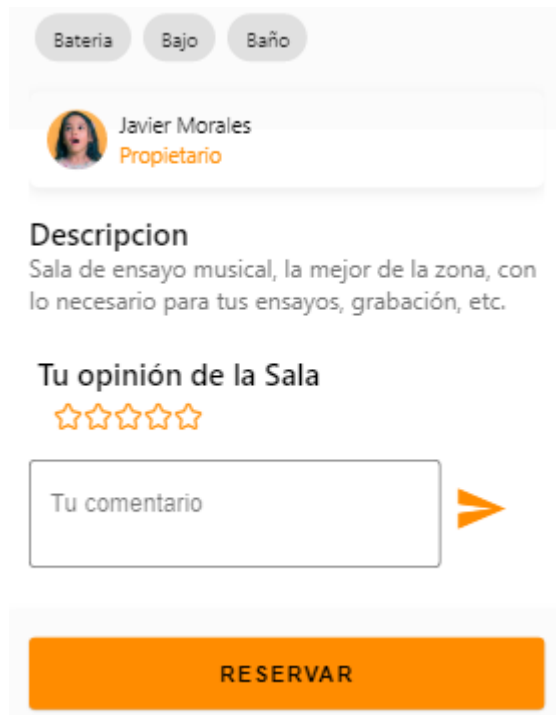 Bateria Bajo Baño
Javier Morales
Propietario
Descripcion
Sala de ensayo musical, la mejor de la zona, con
lo necesario para tus ensayos, grabación, etc.
Tu opinión de la Sala
Tu comentario
RESERVAR